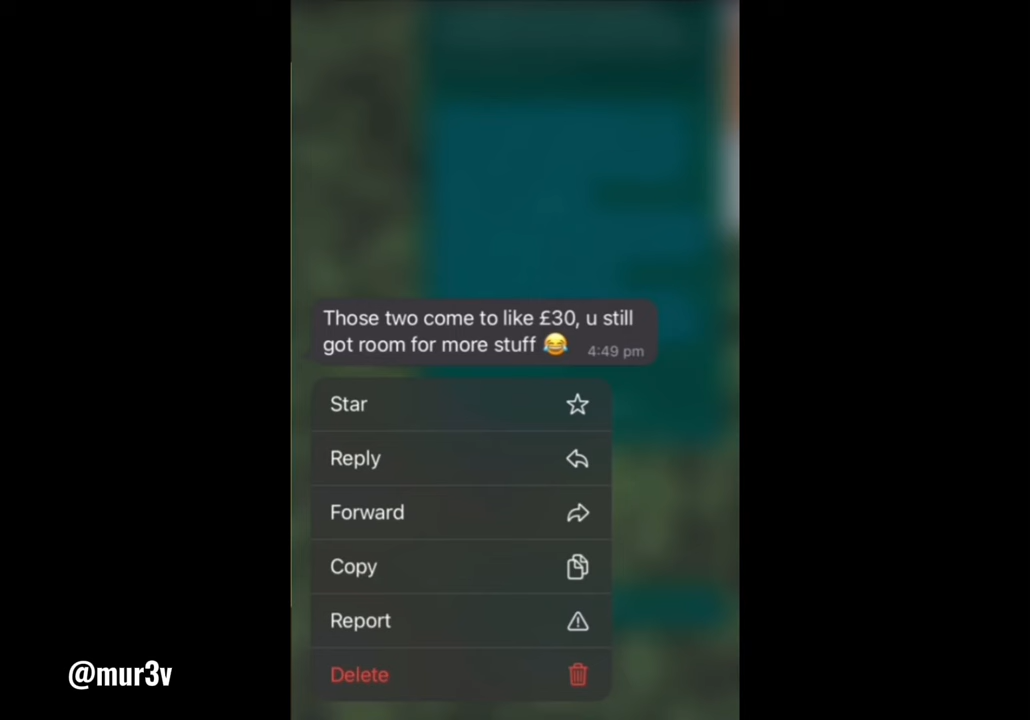 Those two come to like £30, u still
got room for more stuff 😂 4:49 pm
Star
Reply
Forward
Copy
Report
Delete
@mur3v